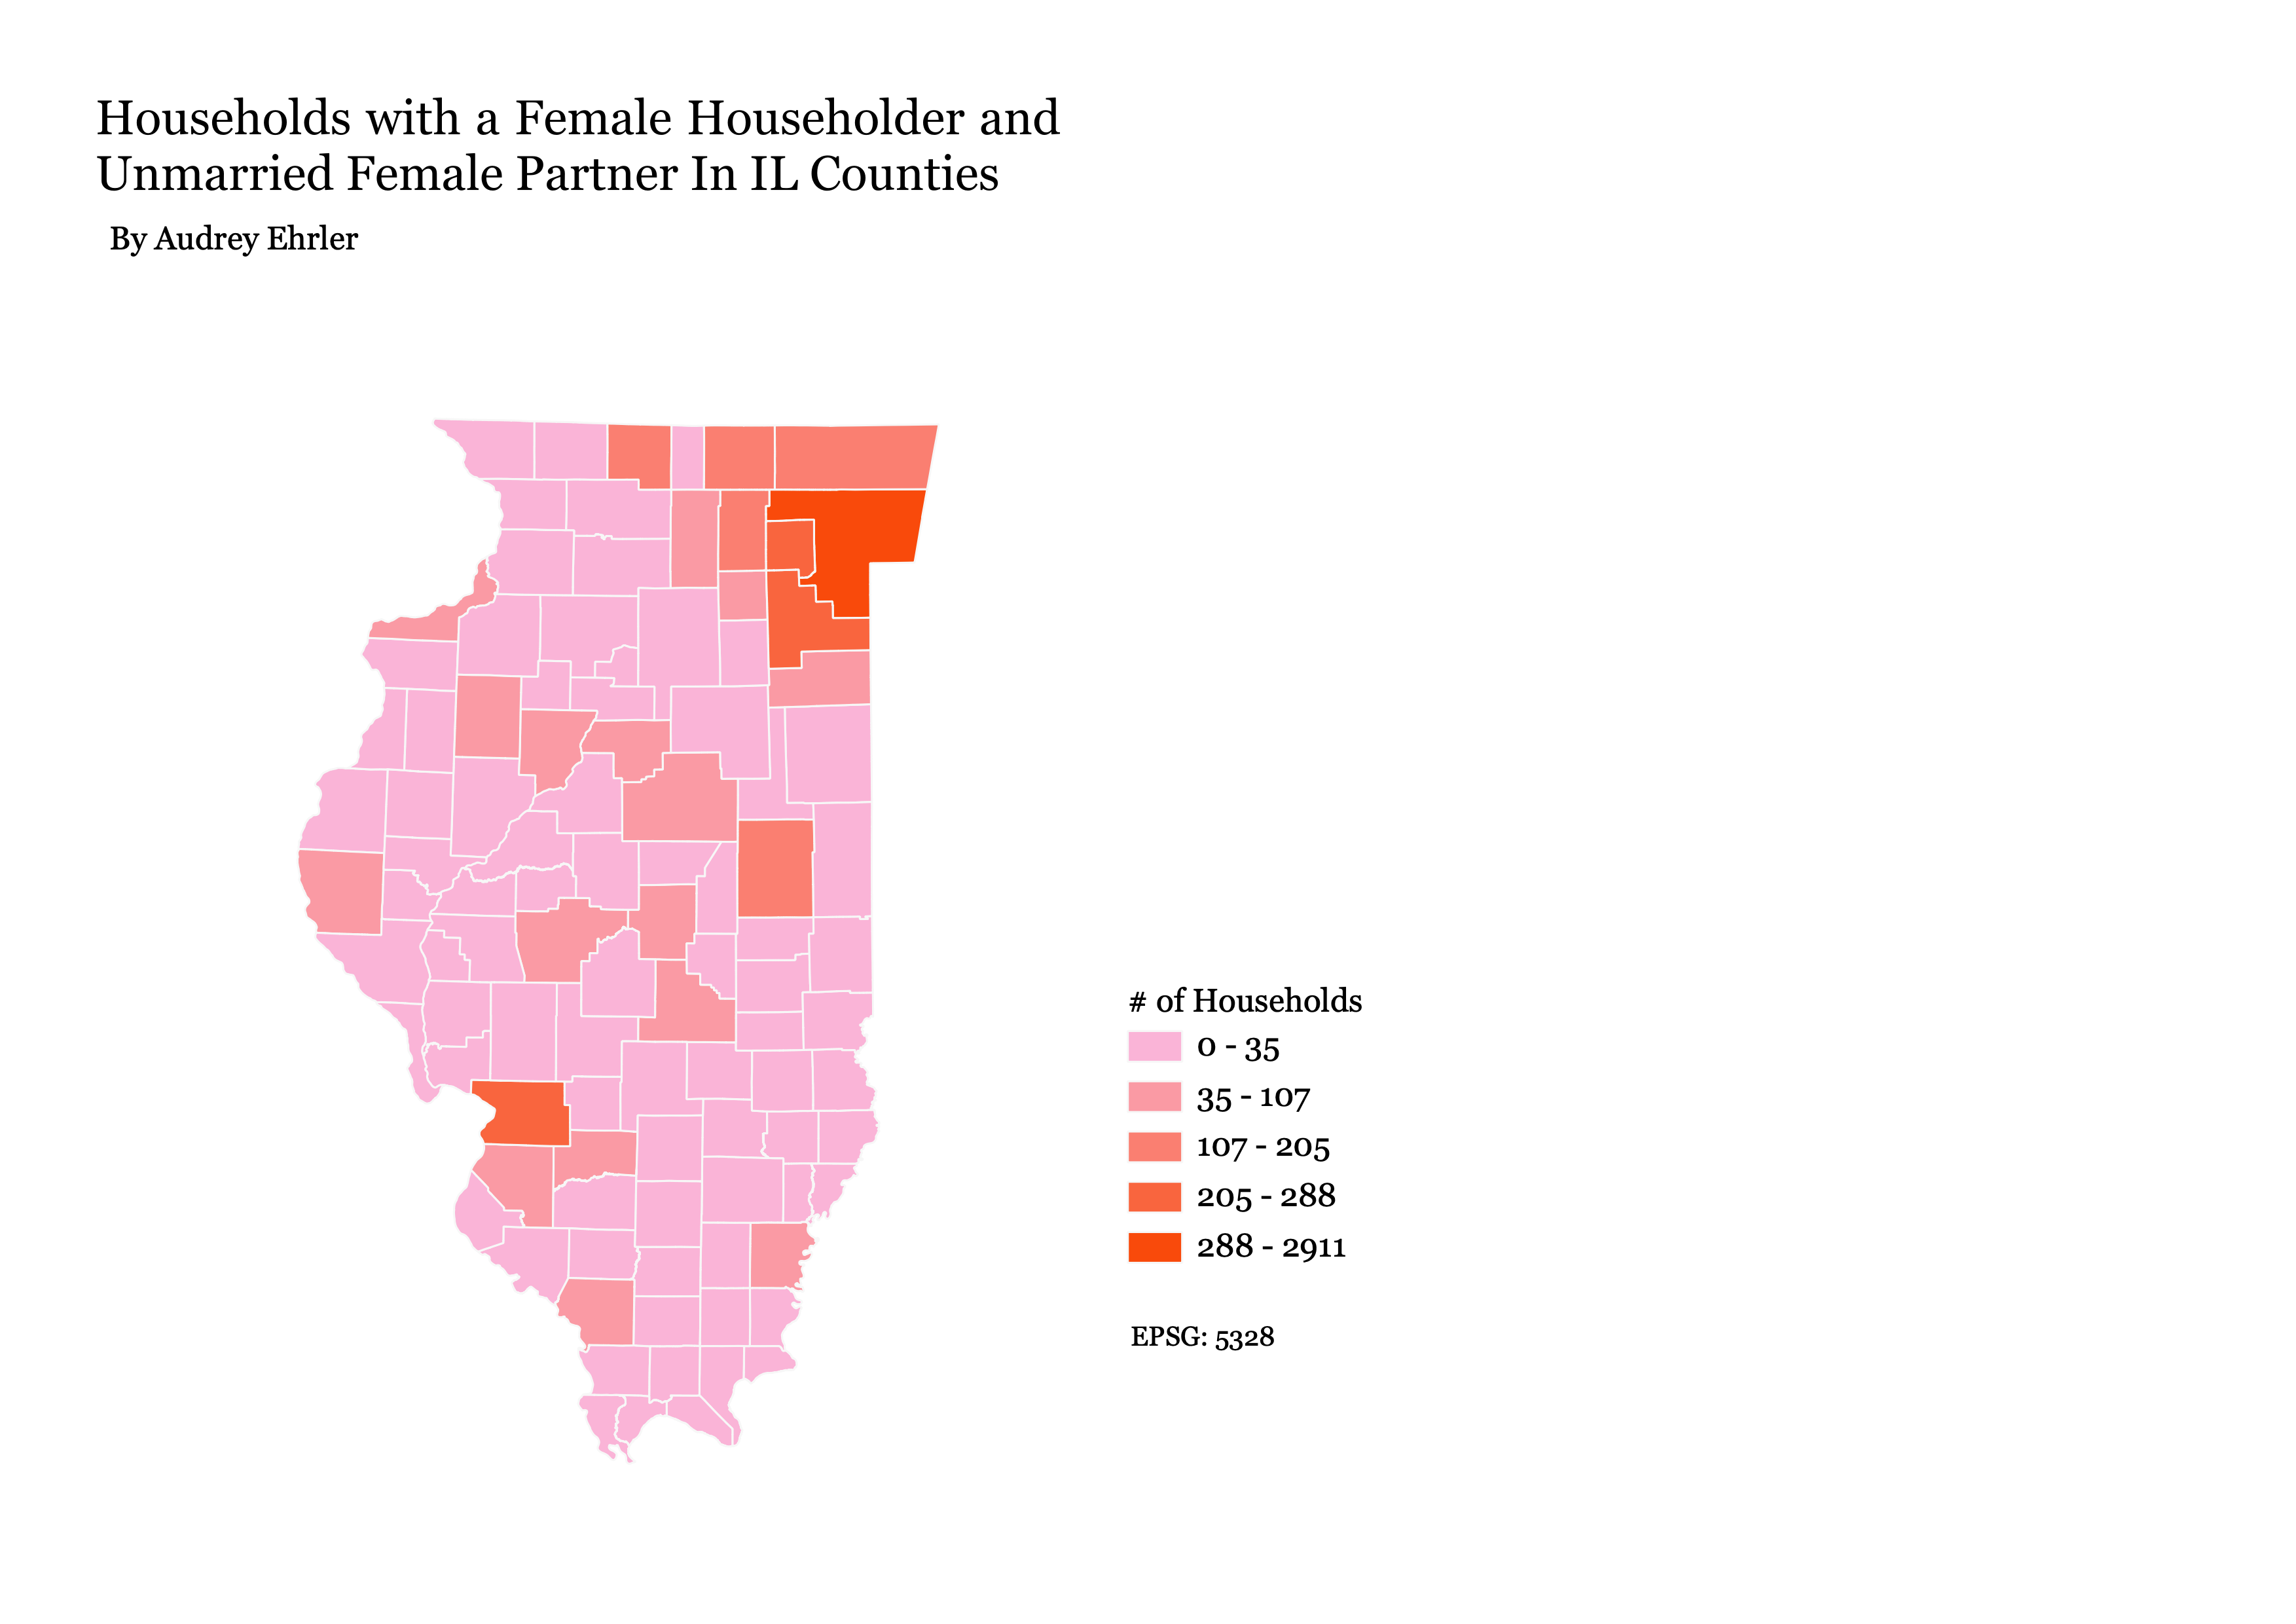 Households with a Female Householder and
Unmarried Female Partner In IL Counties
By Audrey Ehrler
# of Households
0 - 35
35 - 107
107 - 205
205 - 288
288 - 2911
EPSG: 5328